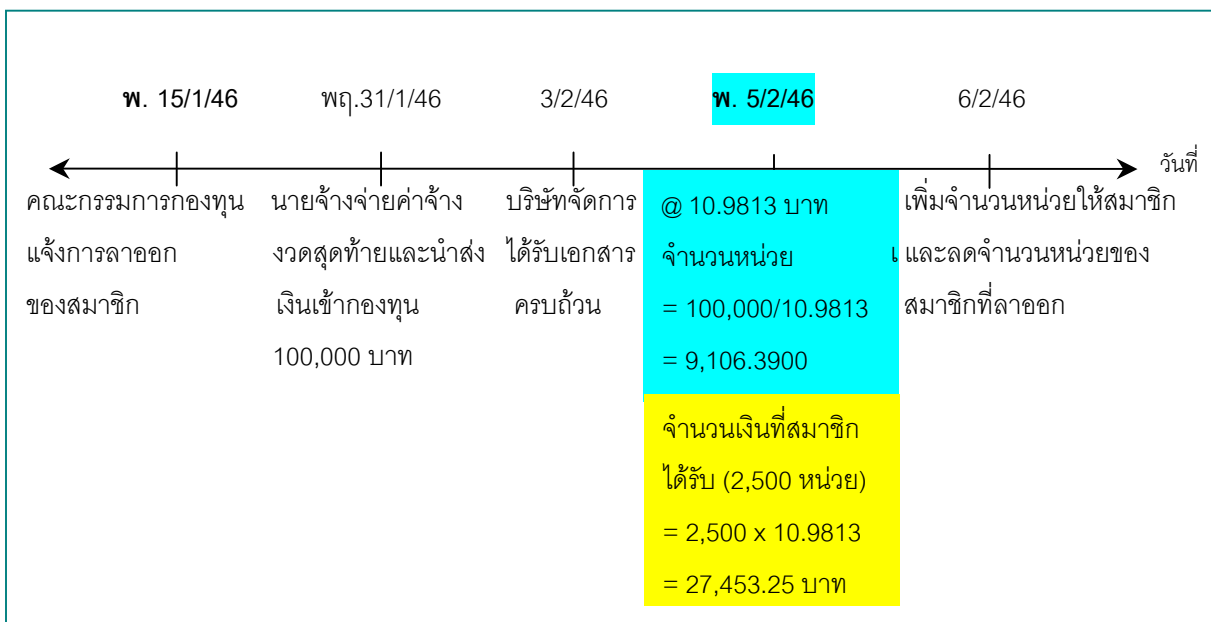 พ. 15/1/46 พฤ.31/1/46 3/2/46 พ. 5/2/46 6/2/46
วันที่
คณะกรรมการกองทุน
แจ้งการลาออก
ของสมาชิก
นายจ้างจ่ายค่าจ้าง
งวดสุดท้ายและนำส่ง
เงินเข้ากองทุน
100,000 บาท
บริษัทจัดการ
ได้รับเอกสาร
ครบถ้วน
@ 10.9813 บาท
จำนวนหน่วย
= 100,000/10.9813
= 9,106.3900
จำนวนเงินที่สมาชิก
ได้รับ (2,500 หน่วย)
= 2,500 x 10.9813
= 27,453.25 บาท
เพิ่มจำนวนหน่วยให้สมาชิก
และลดจำนวนหน่วยของ
สมาชิกที่ลาออก